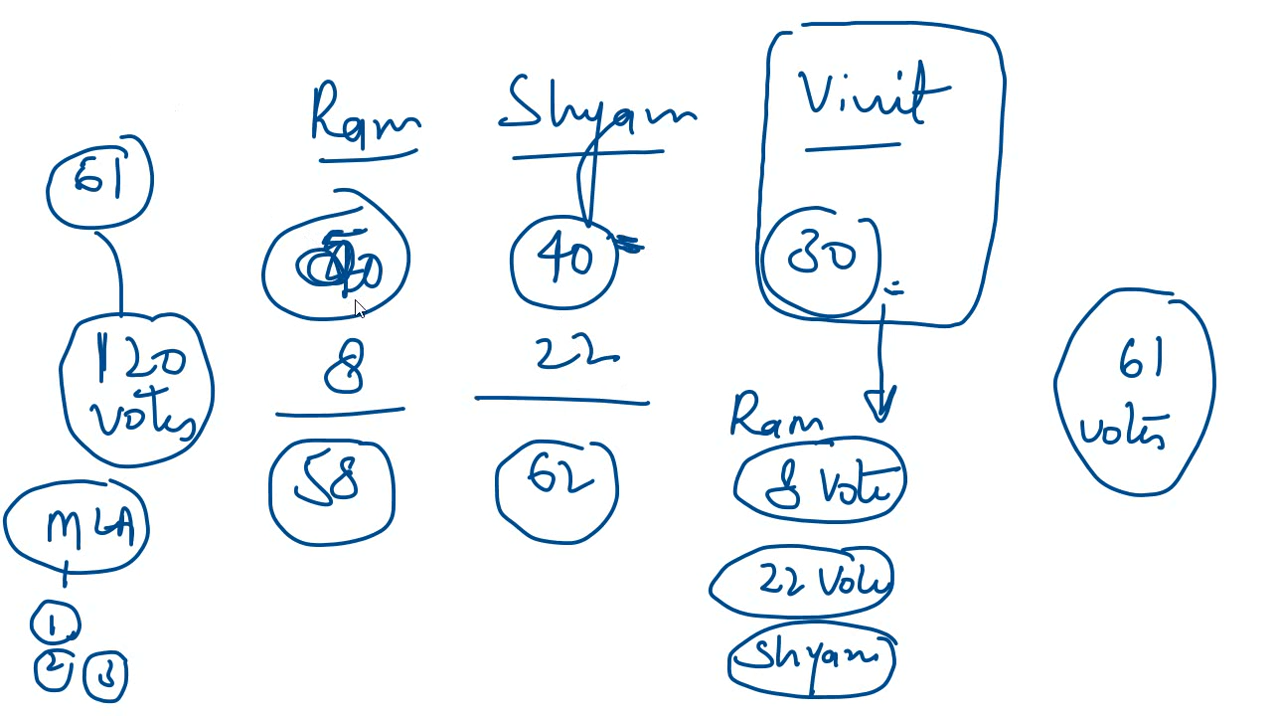 Ram Shyam Vinit
61
50 40 = 30 =
120
votes
8 22
58 62
Ram
8 Vote
22 Vote
Shyam
61
votes
MLA
1
2 3